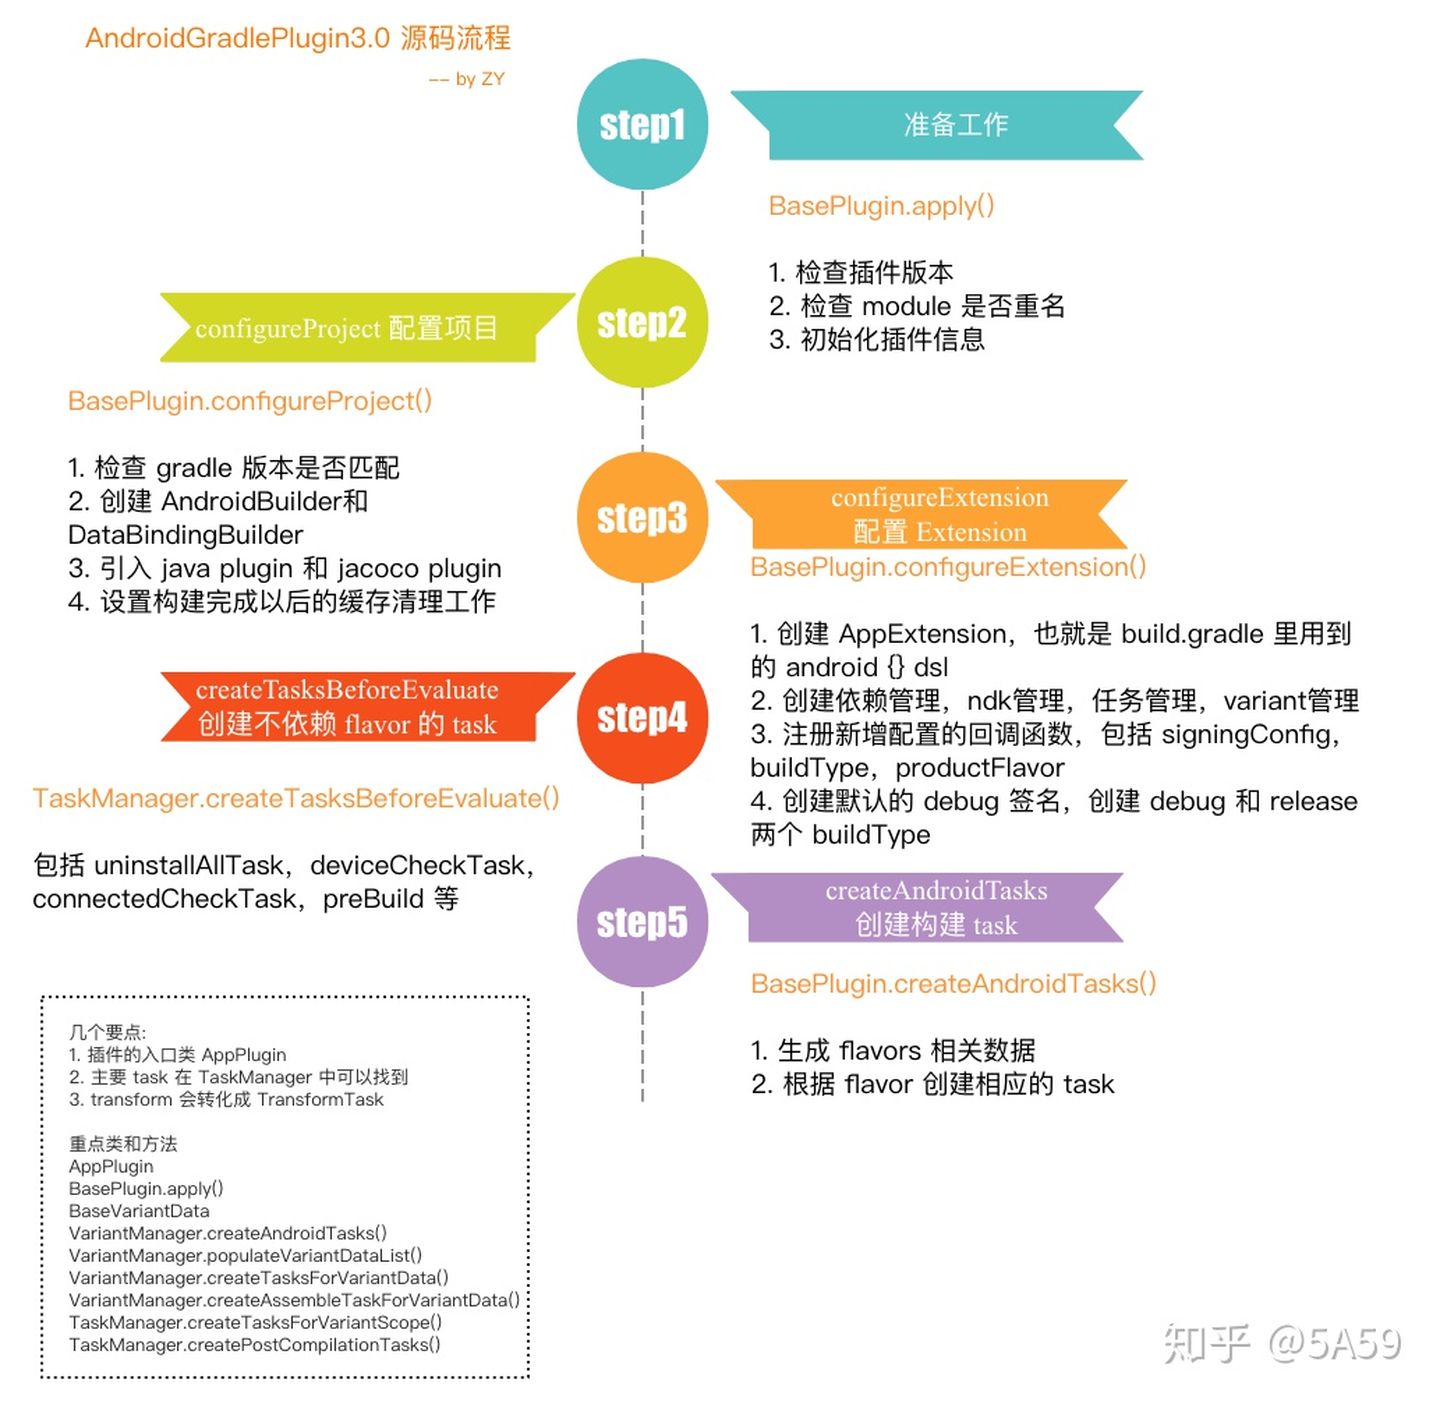 AndroidGradlePlugin3.0 源码流程
-- by ZY
step1
准备工作
BasePlugin.apply()
1. 检查插件版本
2. 检查 module 是否重名
3. 初始化插件信息
step2
configureProject 配置项目
BasePlugin.configureProject()
1. 检查 gradle 版本是否匹配
2. 创建 AndroidBuilder和
DataBindingBuilder
3. 引入 java plugin 和 jacoco plugin
4. 设置构建完成以后的缓存清理工作
step3
configureExtension
配置 Extension
BasePlugin.configureExtension()
1. 创建 AppExtension，也就是 build.gradle 里用到
的 android {} dsl
2. 创建依赖管理，ndk管理，任务管理，variant管理
3. 注册新增配置的回调函数，包括 signingConfig，
buildType，productFlavor
4. 创建默认的 debug 签名，创建 debug 和 release
两个 buildType
step4
createTasksBeforeEvaluate
创建不依赖 flavor 的 task
TaskManager.createTasksBeforeEvaluate()
包括 uninstallAllTask，deviceCheckTask，
connectedCheckTask，preBuild 等
step5
createAndroidTasks
创建构建 task
BasePlugin.createAndroidTasks()
1. 生成 flavors 相关数据
2. 根据 flavor 创建相应的 task
几个要点:
1. 插件的入口类 AppPlugin
2. 主要 task 在 TaskManager 中可以找到
3. transform 会转化成 TransformTask
重点类和方法
AppPlugin
BasePlugin.apply()
BaseVariantData
VariantManager.createAndroidTasks()
VariantManager.populateVariantDataList()
VariantManager.createTasksForVariantData()
VariantManager.createAssembleTaskForVariantData()
TaskManager.createTasksForVariantScope()
TaskManager.createPostCompilationTasks()
知乎 @5A59